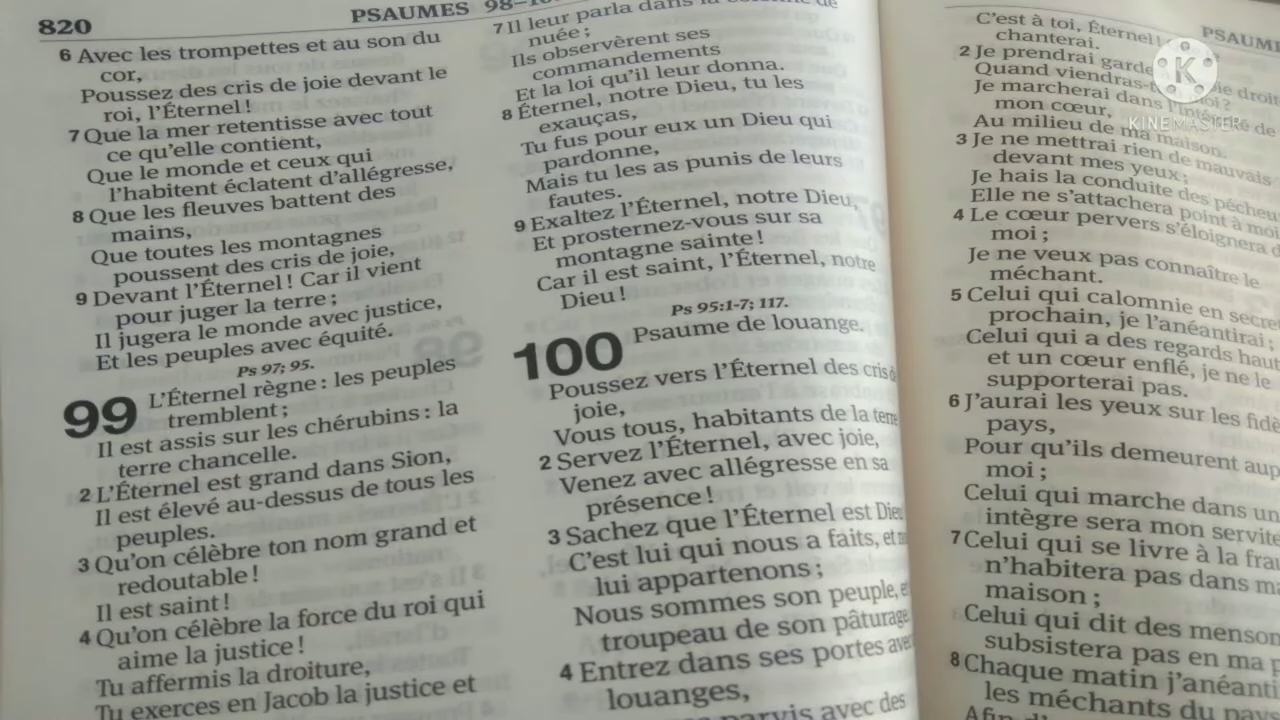 820
PSAUMES 98
6 Avec les trompettes et au son du
cor,
Poussez des cris de joie devant le
roi, l'Éternel !
7 Que la mer retentisse avec tout
ce qu'elle contient,
Que le monde et ceux qui
l'habitent éclatent d'allégresse,
8 Que les fleuves battent des
mains,
Que toutes les montagnes
poussent des cris de joie,
9 Devant l'Éternel ! Car il vient
pour juger la terre ;
Il jugera le monde avec justice,
Et les peuples avec équité.
Ps 97; 95.
99 L'Éternel règne : les peuples
tremblent ;
Il est assis sur les chérubins : la
terre chancelle.
2 L'Éternel est grand dans Sion,
Il est élevé au-dessus de tous les
peuples.
3 Qu'on célèbre ton nom grand et
redoutable !
Il est saint !
4 Qu'on célèbre la force du roi qui
aime la justice !
Tu affermis la droiture,
Tu exerces en Jacob la justice et
7 Il leur parla dans la colonne de
nuée ;
Ils observèrent ses
commandements
Et la loi qu'il leur donna.
8 Éternel, notre Dieu, tu les
exauças,
Tu fus pour eux un Dieu qui
pardonne,
Mais tu les as punis de leurs
fautes.
9 Exaltez l'Éternel, notre Dieu,
Et prosternez-vous sur sa
montagne sainte !
Car il est saint, l'Éternel, notre
Dieu !
Ps 95:1-7; 117.
100 Psaume de louange.
Poussez vers l'Éternel des cris
joie,
Vous tous, habitants de la terre
2 Servez l'Éternel, avec joie,
Venez avec allégresse en sa
présence !
3 Sachez que l'Éternel est Dieu
C'est lui qui nous a faits, et
lui appartenons ;
Nous sommes son peuple,
troupeau de son pâturage
4 Entrez dans ses portes avec
louanges,
parvis avec des
PSAUM
C'est à toi, Éternel !
chanterai.
2 Je prendrai garde droit
Quand viendras-
Je marcherai dans l'intégrité de
mon cœur,
Au milieu de ma maison.
3 Je ne mettrai rien de mauvais
devant mes yeux ;
Je hais la conduite des pécheu
Elle ne s'attachera point à moi
4 Le cœur pervers s'éloignera d
moi ;
Je ne veux pas connaître le
méchant.
5 Celui qui calomnie en secre
prochain, je l'anéantirai ;
Celui qui a des regards haut
et un cœur enflé, je ne le
supporterai pas.
6 J'aurai les yeux sur les fidè
pays,
Pour qu'ils demeurent aup
moi ;
Celui qui marche dans un
intègre sera mon servite
7 Celui qui se livre à la frau
n'habitera pas dans ma
maison ;
Celui qui dit des menson
subsistera pas en ma p
8 Chaque matin j'anéanti
les méchants du pays
K
KINEMASTER